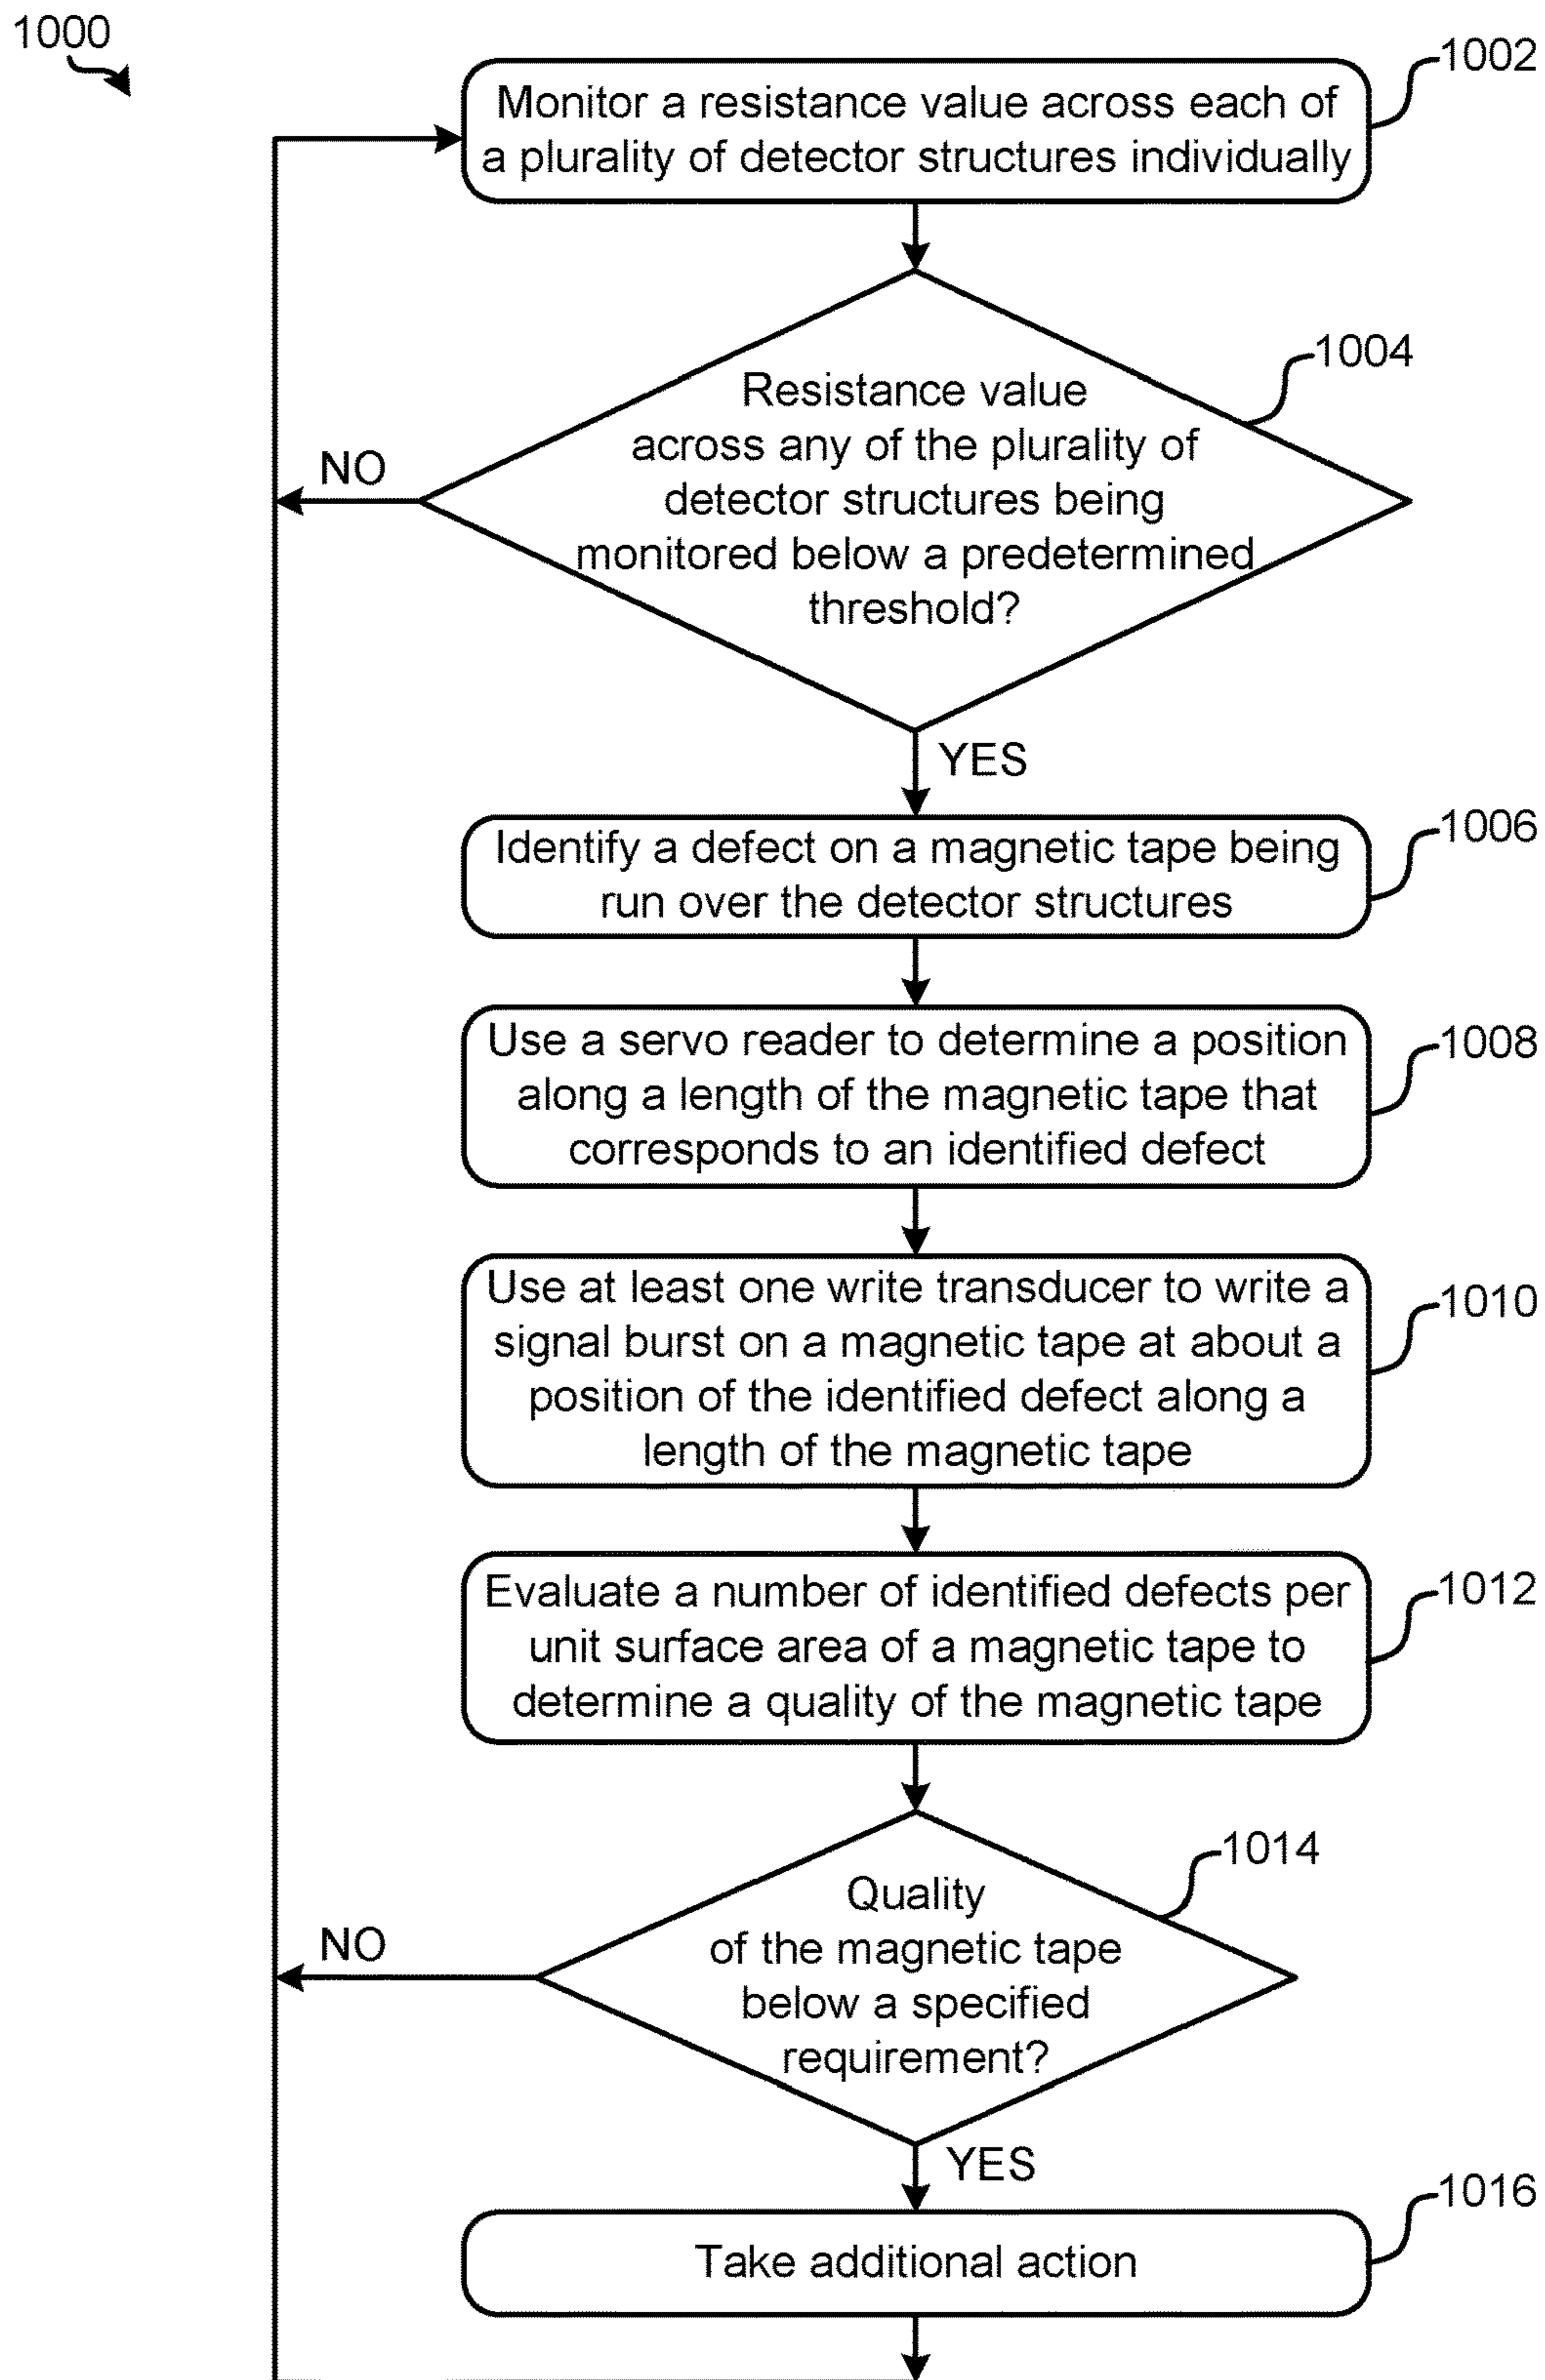 1000
1002
Monitor a resistance value across each of
a plurality of detector structures individually
1004
Resistance value
across any of the plurality of
detector structures being
monitored below a predetermined
threshold?
NO
YES
1006
Identify a defect on a magnetic tape being
run over the detector structures
1008
Use a servo reader to determine a position
along a length of the magnetic tape that
corresponds to an identified defect
1010
Use at least one write transducer to write a
signal burst on a magnetic tape at about a
position of the identified defect along a
length of the magnetic tape
1012
Evaluate a number of identified defects per
unit surface area of a magnetic tape to
determine a quality of the magnetic tape
1014
Quality
of the magnetic tape
below a specified
requirement?
NO
YES
1016
Take additional action